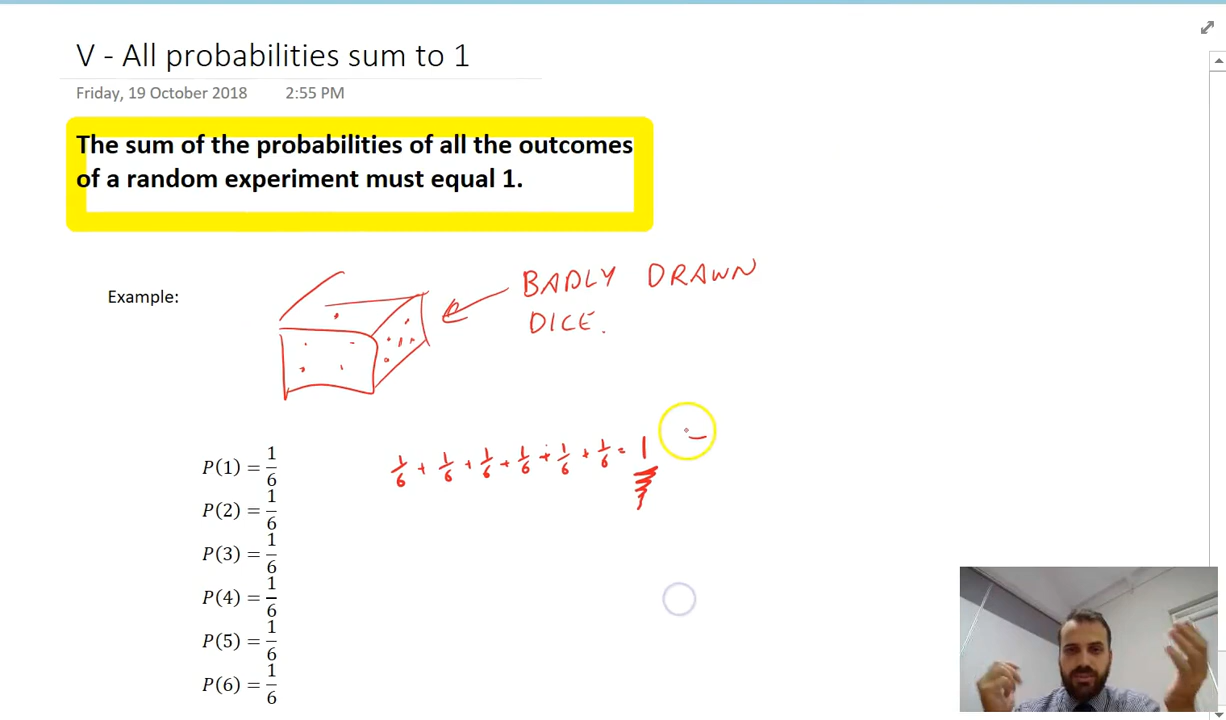 V - All probabilities sum to 1
Friday, 19 October 2018 2:55 PM
The sum of the probabilities of all the outcomes
of a random experiment must equal 1.
Example:
BADLY DRAWN
DICE.
1/6 + 1/6 + 1/6 + 1/6 + 1/6 + 1/6 = 1
P(1) = 1/6
P(2) = 1/6
P(3) = 1/6
P(4) = 1/6
P(5) = 1/6
P(6) = 1/6